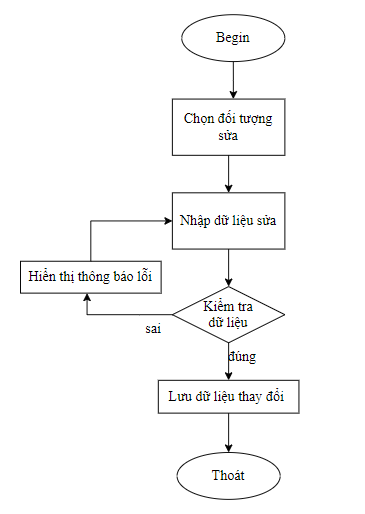 Begin
Chọn đối tượng
sửa
Nhập dữ liệu sửa
Hiển thị thông báo lỗi
Kiểm tra
dữ liệu
sai
đúng
Lưu dữ liệu thay đổi
Thoát